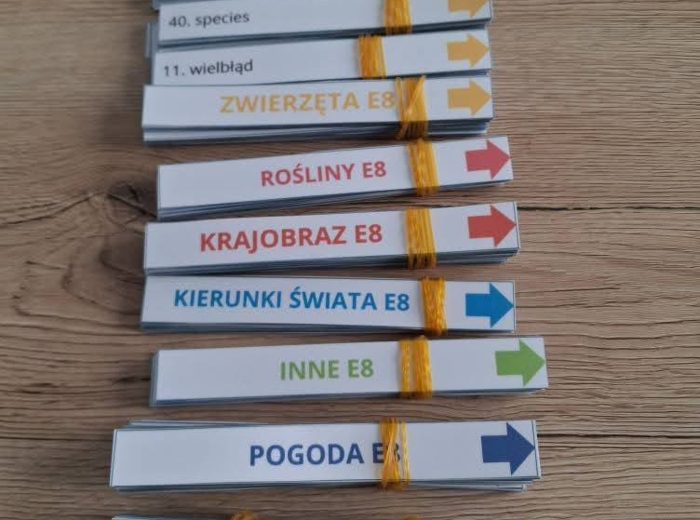 40. species
11. wielbłąd
ZWIERZĘTA E8
ROŚLINY E8
KRAJOBRAZ E8
KIERUNKI ŚWIATA E8
INNE E8
POGODA E8